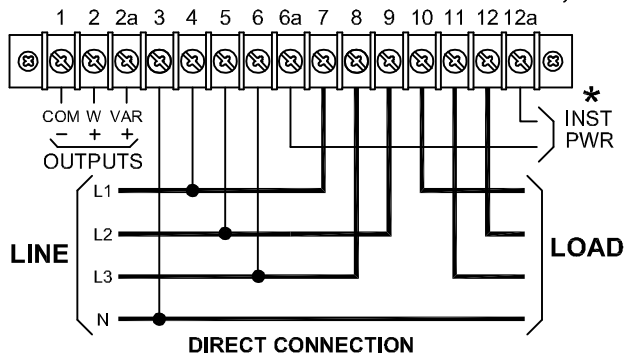 1 2 2a 3 4 5 6 6a 7 8 9 10 11 12 12a
COM W VAR
− + +
OUTPUTS
*
INST
PWR
L1
L2
LINE
L3
N
LOAD
DIRECT CONNECTION